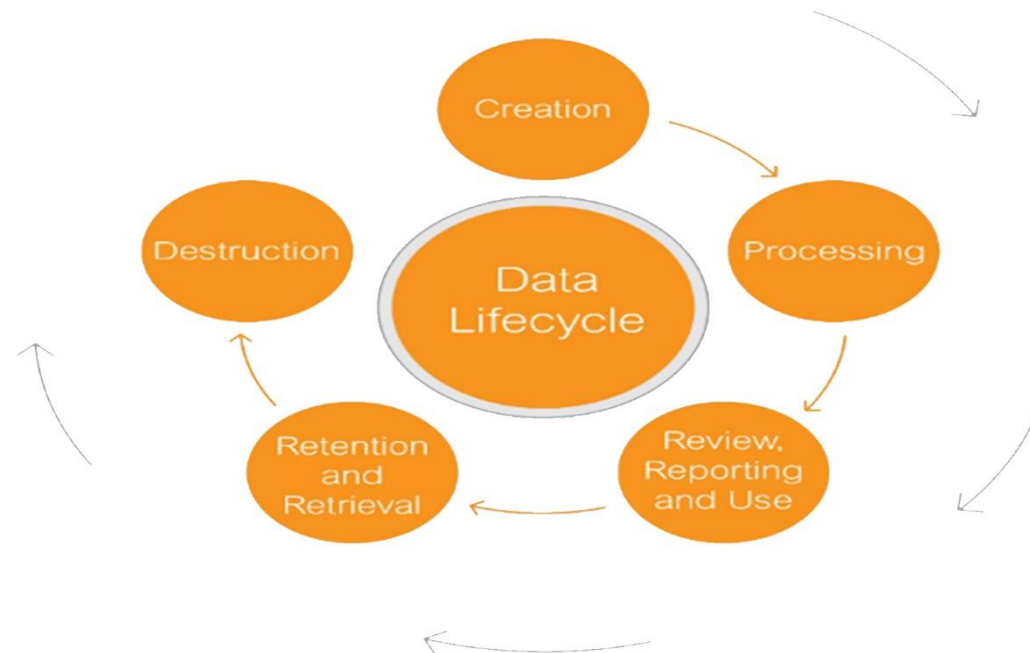 Creation
Processing
Review,
Reporting
and Use
Retention
and
Retrieval
Destruction
Data
Lifecycle